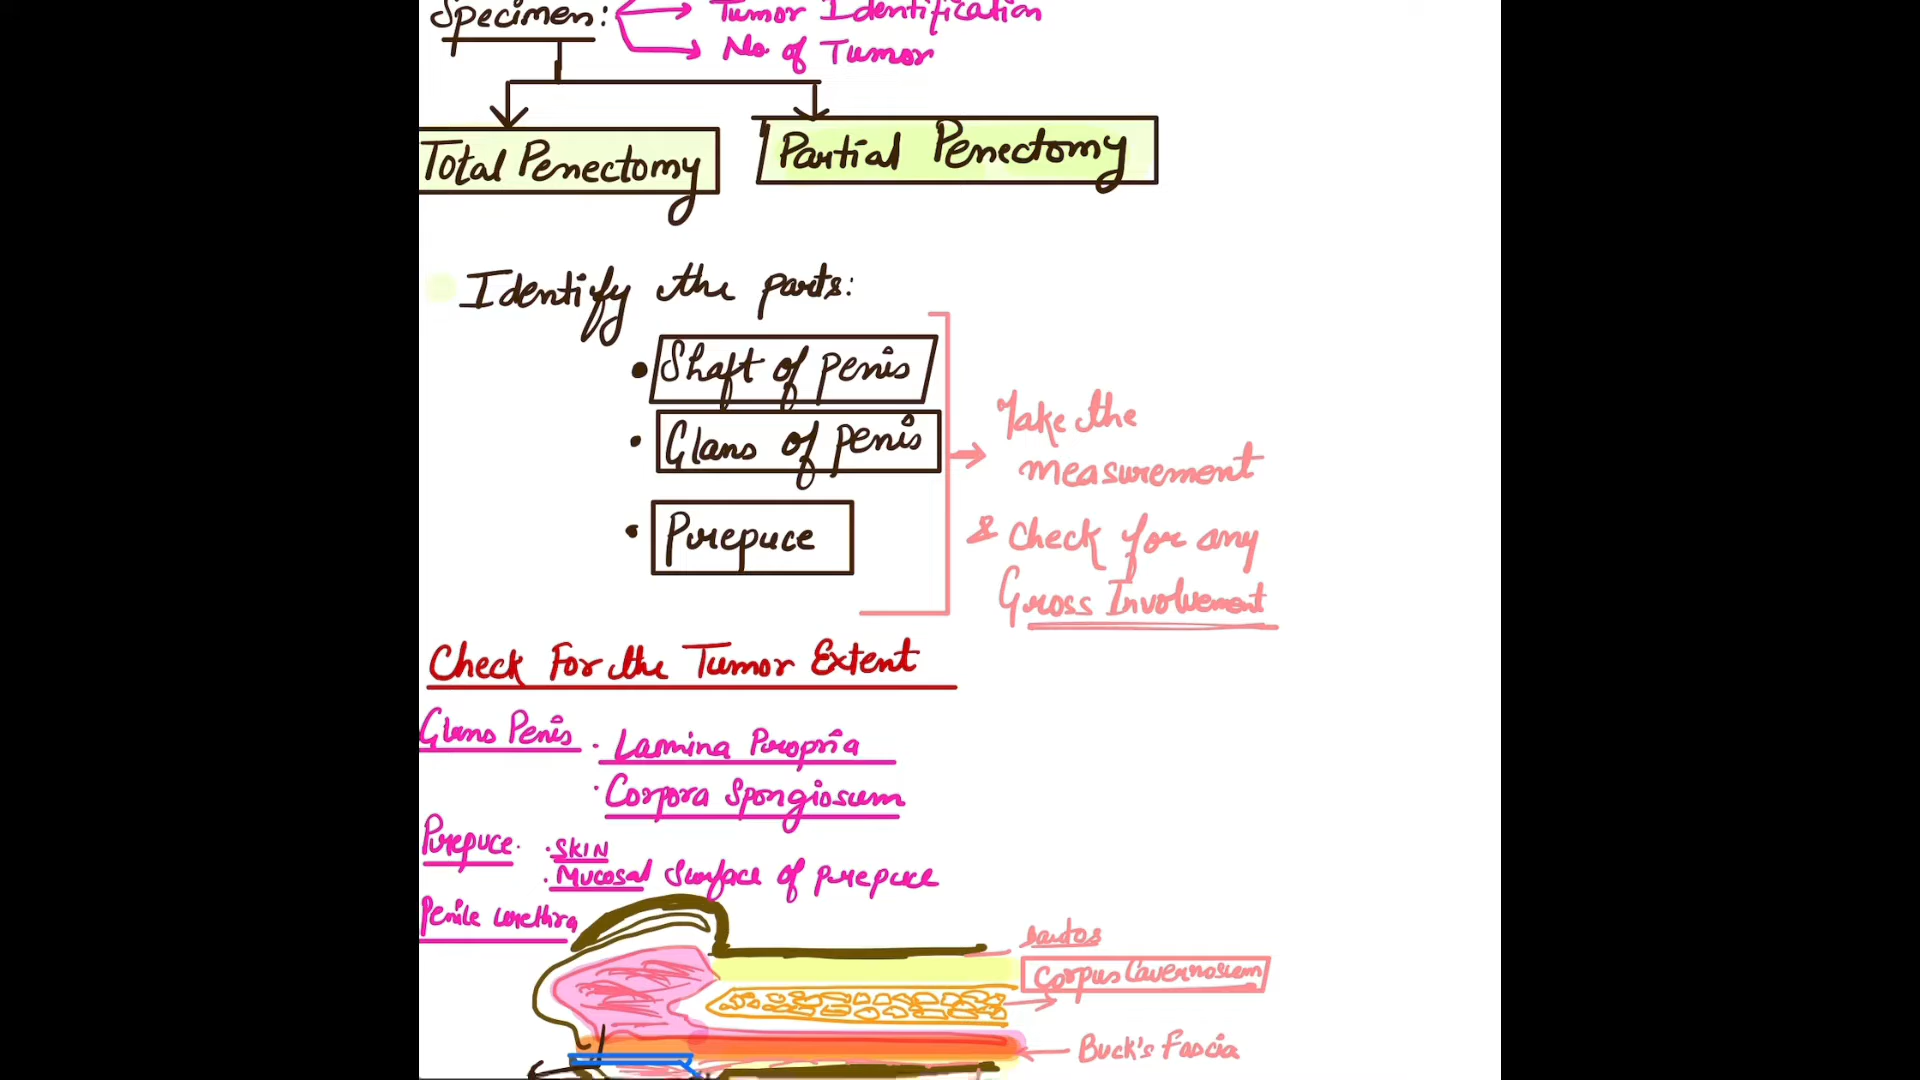 Specimen: → Tumor Identification
→ No. of Tumor
Total Penectomy
Partial Penectomy
Identify the parts:
• Shaft of penis
• Glans of penis
• Prepuce
→ Take the
measurement
& check for any
Gross Involvement
Check For the Tumor Extent
Glans Penis · Lamina Propria
· Corpora Spongiosum
Prepuce · SKIN
· Mucosal Surface of prepuce
Penile urethra
Dartos
Corpus Cavernosum
Buck's Fascia